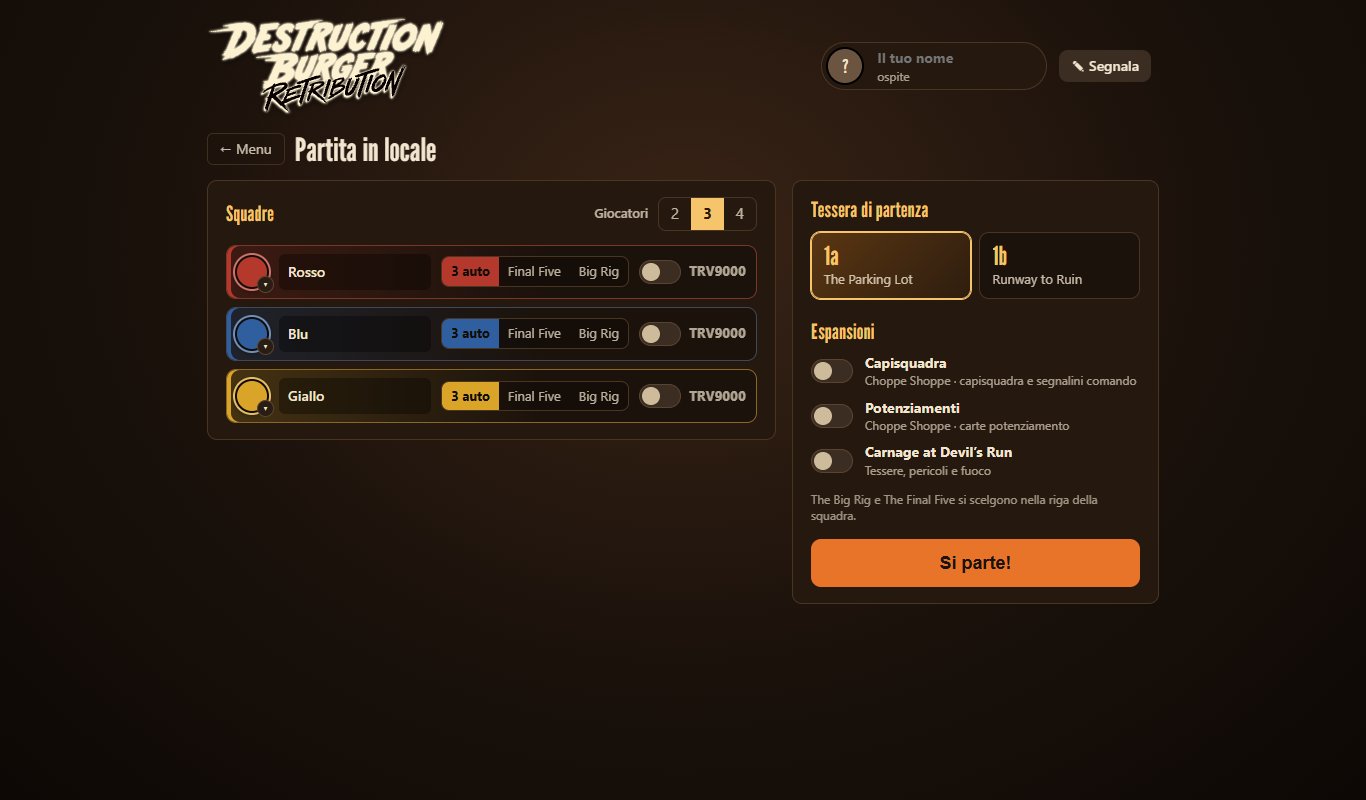 DESTRUCTION
BURGER
RETRIBUTION
?
Il tuo nome
ospite
Segnala
← Menu
Partita in locale
Squadre
Giocatori 2 3 4
Rosso 3 auto Final Five Big Rig TRV9000
Blu 3 auto Final Five Big Rig TRV9000
Giallo 3 auto Final Five Big Rig TRV9000
Tessera di partenza
1a
The Parking Lot
1b
Runway to Ruin
Espansioni
Capisquadra
Choppe Shoppe · capisquadra e segnalini comando
Potenziamenti
Choppe Shoppe · carte potenziamento
Carnage at Devil’s Run
Tessere, pericoli e fuoco
The Big Rig e The Final Five si scelgono nella riga della
squadra.
Si parte!